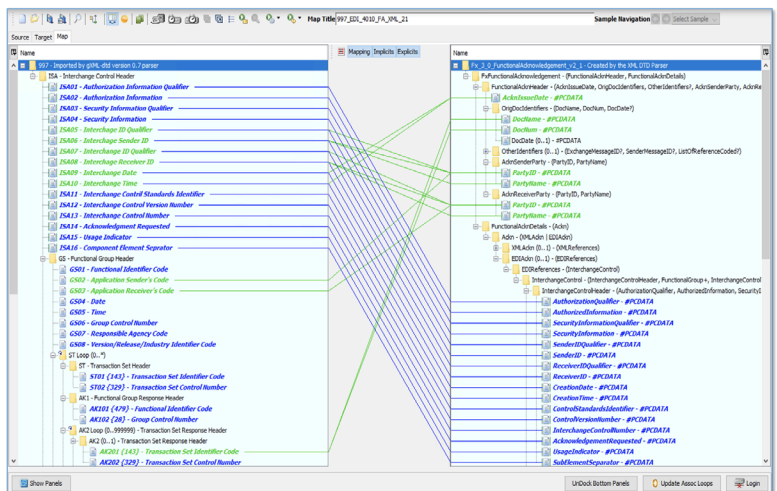 Map Title 997_EDI_4010_FA_XML_21
Sample Navigation
Select Sample
Source Target Map
Name
997 - Imported by gXML-dtd version 0.7 parser
ISA - Interchange Control Header
ISA01 - Authorization Information Qualifier
ISA02 - Authorization Information
ISA03 - Security Information Qualifier
ISA04 - Security Information
ISA05 - Interchage ID Qualifier
ISA06 - Interchange Sender ID
ISA07 - Interchange ID Qualifier
ISA08 - Interchange Receiver ID
ISA09 - Interchange Date
ISA10 - Interchange Time
ISA11 - Interchange Contrl Standards Identifier
ISA12 - Interchange Control Version Number
ISA13 - Interchange Control Number
ISA14 - Acknowledgment Requested
ISA15 - Usage Indicator
ISA16 - Component Element Seprator
GS - Functional Group Header
GS01 - Functional Identifier Code
GS02 - Application Sender's Code
GS03 - Application Receiver's Code
GS04 - Date
GS05 - Time
GS06 - Group Control Number
GS07 - Responsible Agency Code
GS08 - Version/Release/Industry Identifier Code
ST Loop (0..*)
ST - Transaction Set Header
ST01 {143} - Transaction Set Identifier Code
ST02 {329} - Transaction Set Control Number
AK1 - Functional Group Response Header
AK101 {479} - Functional Identifier Code
AK102 {28} - Group Control Number
AK2 Loop (0...999999) - Transaction Set Response Header
AK2 (0..1) - Transaction Set Response Header
AK201 {143} - Transaction Set Identifier Code
AK202 {329} - Transaction Set Control Number
Mapping Implicits Explicits
Name
Fx_3_0_FunctionalAcknowledgement_v2_1 - Created by the XML DTD Parser
FxFunctionalAcknowledgement - (FunctionalAcknHeader, FunctionalAcknDetails)
FunctionalAcknHeader - (AcknIssueDate, OrigDocIdentifiers, OtherIdentifiers?, AcknSenderParty, AcknRe
AcknIssueDate - #PCDATA
OrigDocIdentifiers - (DocName, DocNum, DocDate?)
DocName - #PCDATA
DocNum - #PCDATA
DocDate (0..1) - #PCDATA
OtherIdentifiers (0..1) - (ExchangeMessageID?, SenderMessageID?, ListOfReferenceCoded?)
AcknSenderParty - (PartyID, PartyName)
PartyID - #PCDATA
PartyName - #PCDATA
AcknReceiverParty - (PartyID, PartyName)
PartyID - #PCDATA
PartyName - #PCDATA
FunctionalAcknDetails - (Ackn)
Ackn - (XMLAckn | EDIAckn)
XMLAckn (0..1) - (XMLReferences)
EDIAckn (0..1) - (EDIReferences)
EDIReferences - (InterchangeControl)
InterchangeControl - (InterchangeControlHeader, FunctionalGroup+, InterchangeControl
InterchangeControlHeader - (AuthorizationQualifier, AuthorizedInformation, SecurityI
AuthorizationQualifier - #PCDATA
AuthorizedInformation - #PCDATA
SecurityInformationQualifier - #PCDATA
SecurityInformation - #PCDATA
SenderIDQualifier - #PCDATA
SenderID - #PCDATA
ReceiverIDQualifier - #PCDATA
ReceiverID - #PCDATA
CreationDate - #PCDATA
CreationTime - #PCDATA
ControlStandardsIdentifier - #PCDATA
ControlVersionNumber - #PCDATA
InterchangeControlNumber - #PCDATA
AcknowledgementRequested - #PCDATA
UsageIndicator - #PCDATA
SubElementSeparator - #PCDATA
Show Panels
UnDock Bottom Panels
Update Assoc Loops
Login